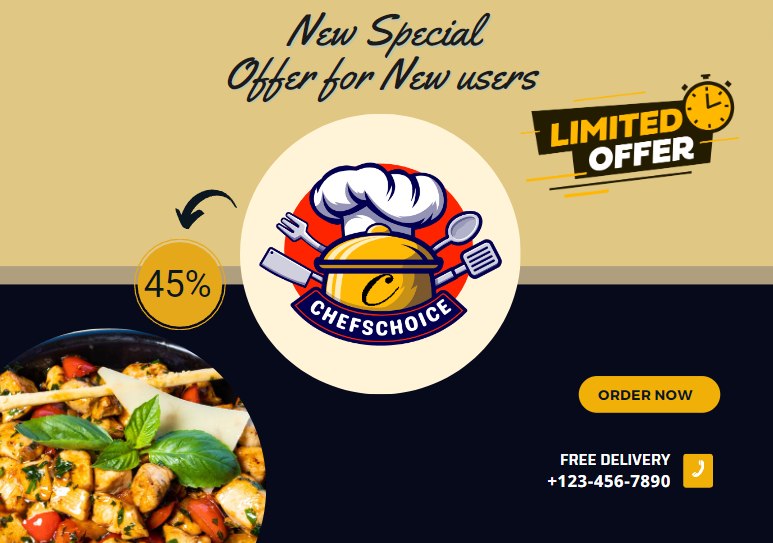 New Special
Offer for New users
LIMITED
OFFER
45%
C
CHEFSCHOICE
ORDER NOW
FREE DELIVERY
+123-456-7890